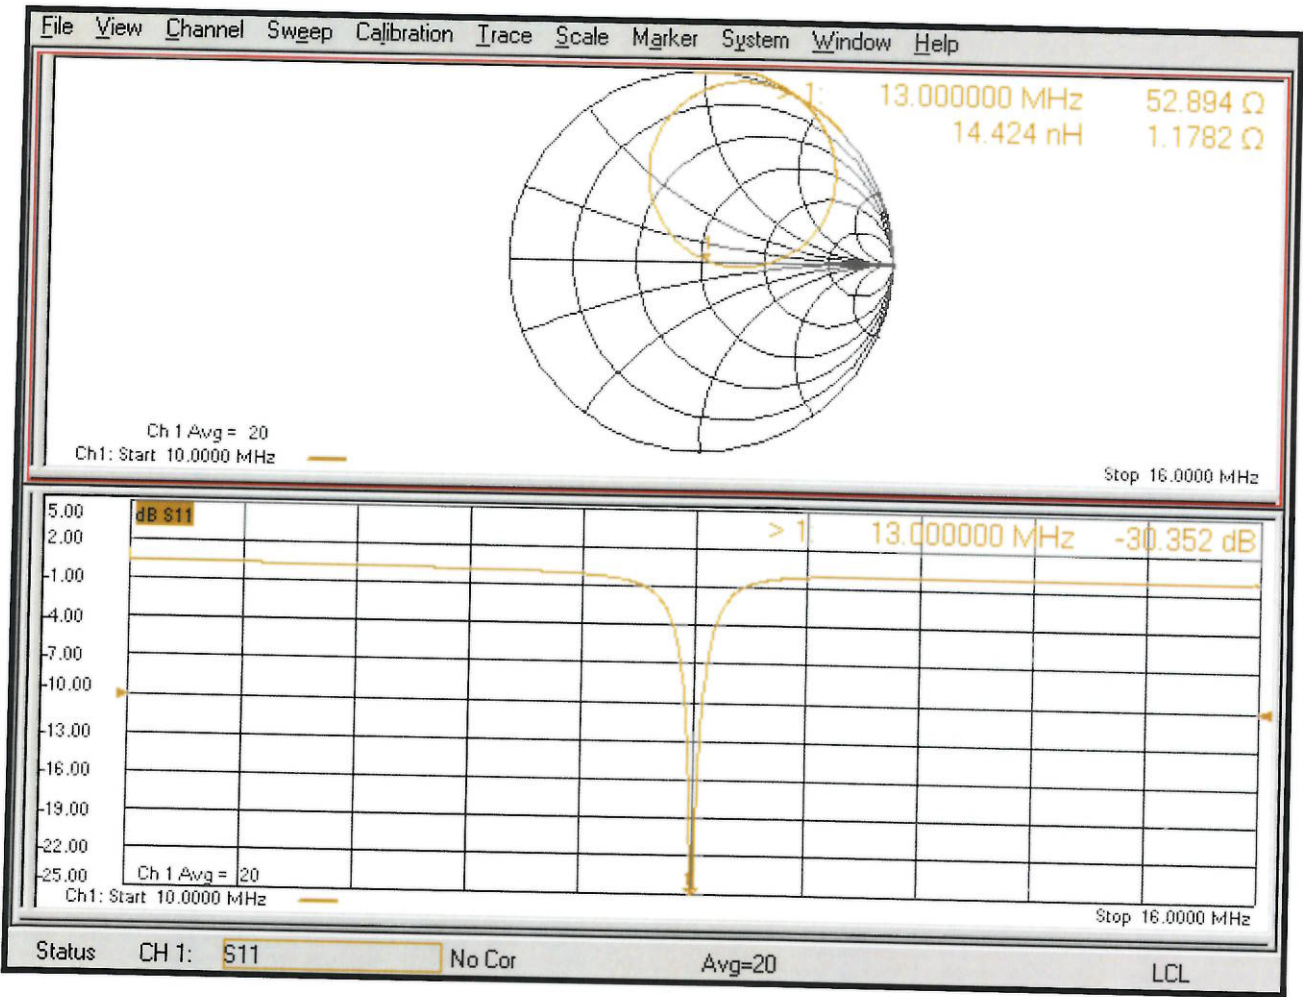 File View Channel Sweep Calibration Trace Scale Marker System Window Help
> 1: 13.000000 MHz 52.894 Ω
14.424 nH 1.1782 Ω
1
Ch 1 Avg = 20
Ch1: Start 10.0000 MHz
Stop 16.0000 MHz
5.00
dB S11
> 1: 13.000000 MHz -30.352 dB
2.00
-1.00
-4.00
-7.00
-10.00
-13.00
-16.00
-19.00
-22.00
-25.00
Ch 1 Avg = 20
1
Ch1: Start 10.0000 MHz
Stop 16.0000 MHz
Status CH 1: S11 No Cor Avg=20 LCL